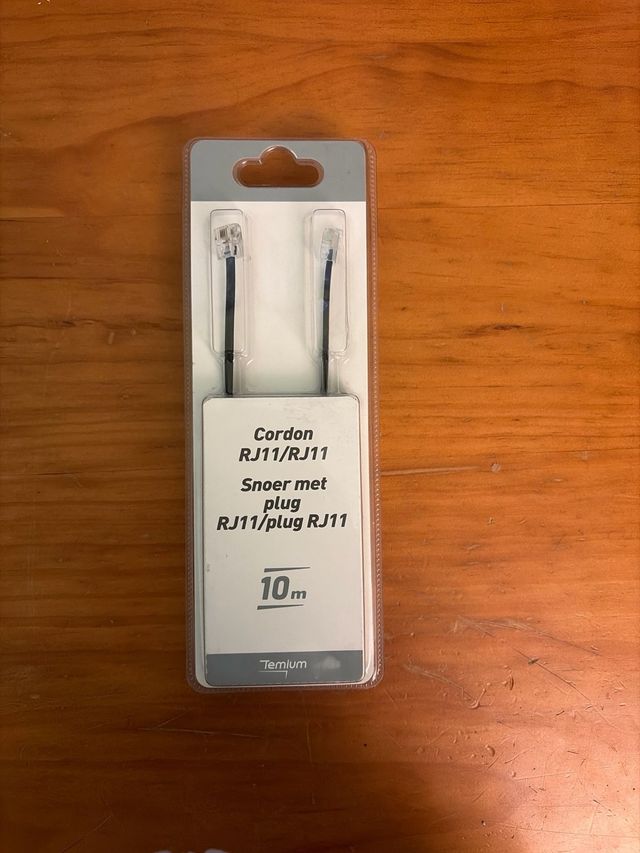 Cordon
RJ11/RJ11
Snoer met
plug
RJ11/plug RJ11
10m
Temium